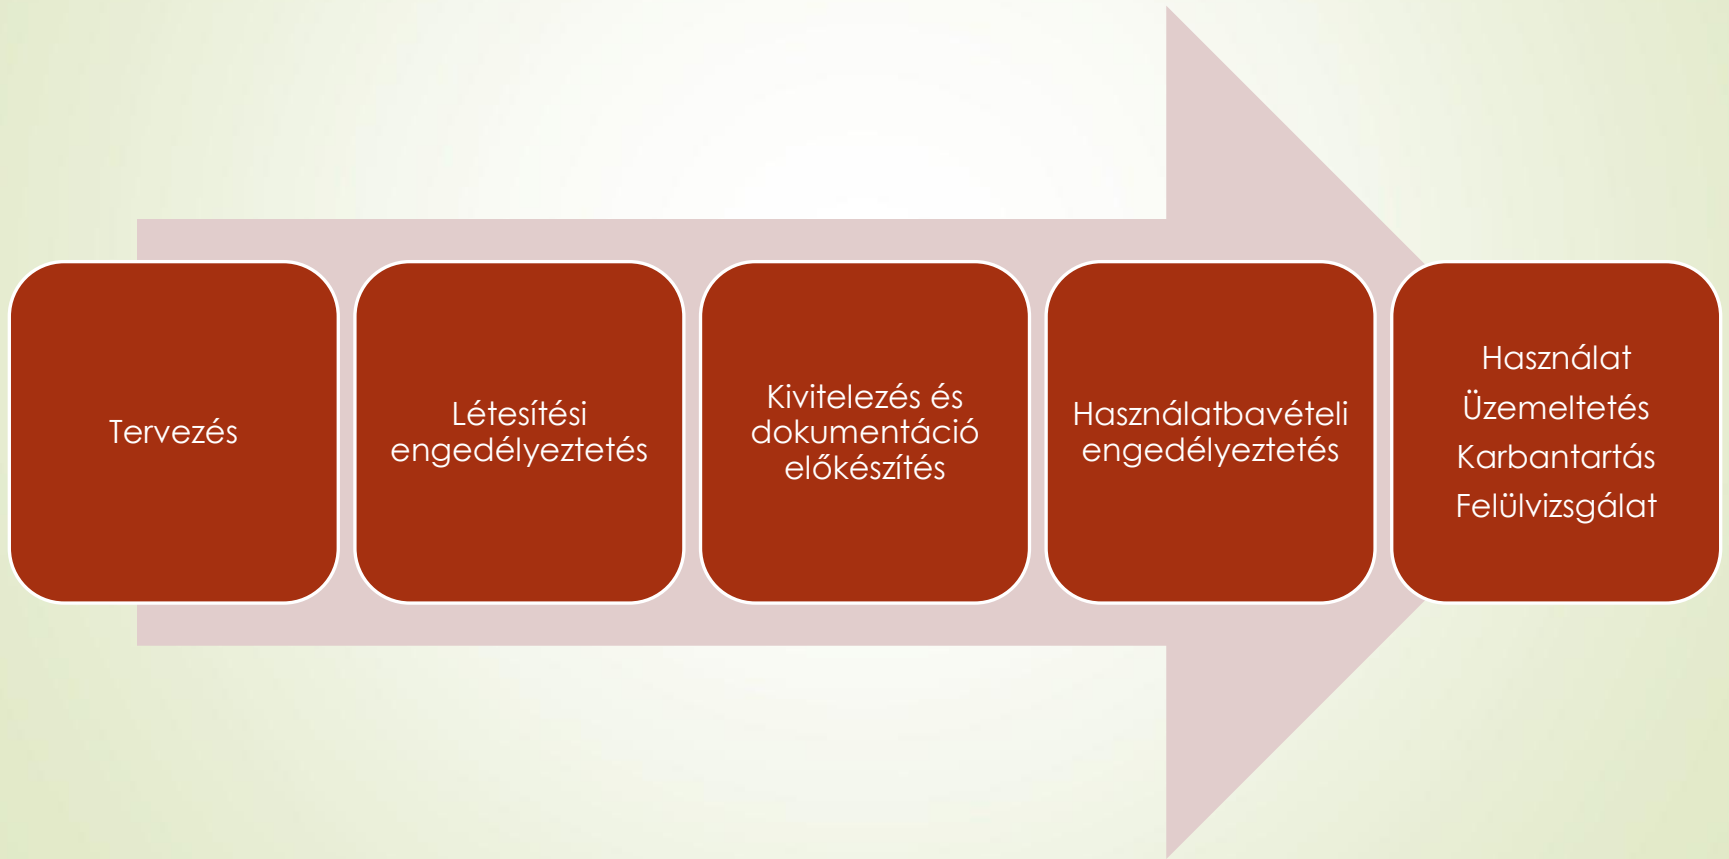 Tervezés
Létesítési
engedélyeztetés
Kivitelezés és
dokumentáció
előkészítés
Használatbavételi
engedélyeztetés
Használat
Üzemeltetés
Karbantartás
Felülvizsgálat